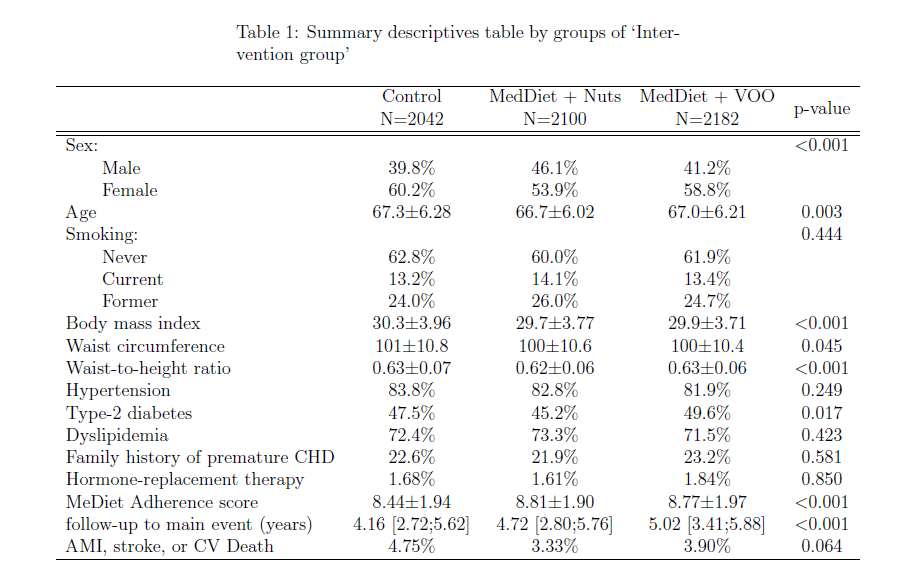 Table 1: Summary descriptives table by groups of ‘Inter-
vention group’
Control MedDiet + Nuts MedDiet + VOO p-value
N=2042 N=2100 N=2182
Sex: <0.001
Male 39.8% 46.1% 41.2%
Female 60.2% 53.9% 58.8%
Age 67.3±6.28 66.7±6.02 67.0±6.21 0.003
Smoking: 0.444
Never 62.8% 60.0% 61.9%
Current 13.2% 14.1% 13.4%
Former 24.0% 26.0% 24.7%
Body mass index 30.3±3.96 29.7±3.77 29.9±3.71 <0.001
Waist circumference 101±10.8 100±10.6 100±10.4 0.045
Waist-to-height ratio 0.63±0.07 0.62±0.06 0.63±0.06 <0.001
Hypertension 83.8% 82.8% 81.9% 0.249
Type-2 diabetes 47.5% 45.2% 49.6% 0.017
Dyslipidemia 72.4% 73.3% 71.5% 0.423
Family history of premature CHD 22.6% 21.9% 23.2% 0.581
Hormone-replacement therapy 1.68% 1.61% 1.84% 0.850
MeDiet Adherence score 8.44±1.94 8.81±1.90 8.77±1.97 <0.001
follow-up to main event (years) 4.16 [2.72;5.62] 4.72 [2.80;5.76] 5.02 [3.41;5.88] <0.001
AMI, stroke, or CV Death 4.75% 3.33% 3.90% 0.064